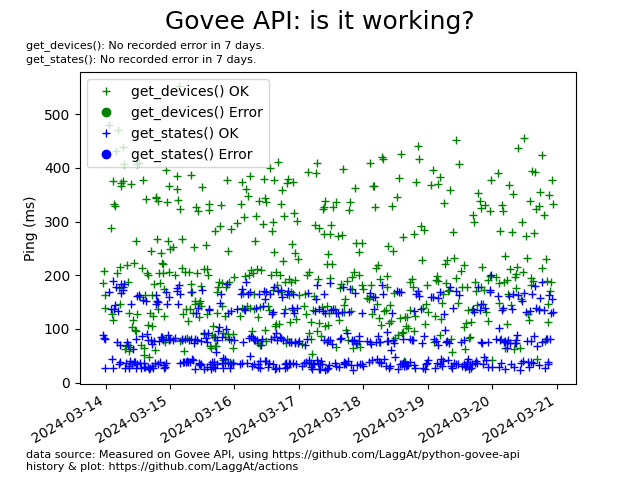 Govee API: is it working?
get_devices(): No recorded error in 7 days.
get_states(): No recorded error in 7 days.
get_devices() OK
get_devices() Error
get_states() OK
get_states() Error
Ping (ms)
500
400
300
200
100
0
2024-03-14
2024-03-15
2024-03-16
2024-03-17
2024-03-18
2024-03-19
2024-03-20
2024-03-21
data source: Measured on Govee API, using https://github.com/LaggAt/python-govee-api
history & plot: https://github.com/LaggAt/actions